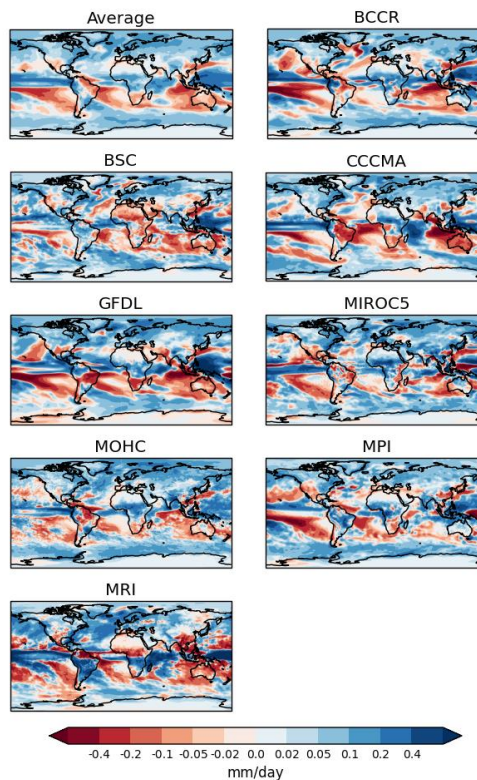 Average
BCCR
BSC
CCCMA
GFDL
MIROC5
MOHC
MPI
MRI
-0.4 -0.2 -0.1 -0.05 -0.02 0.0 0.02 0.05 0.1 0.2 0.4
mm/day